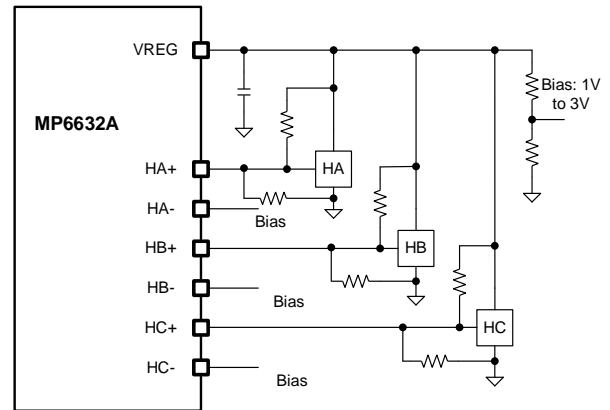 VREG
Bias: 1V
to 3V
MP6632A
HA+
HA
HA-
Bias
HB+
HB
HB-
Bias
HC+
HC
HC-
Bias